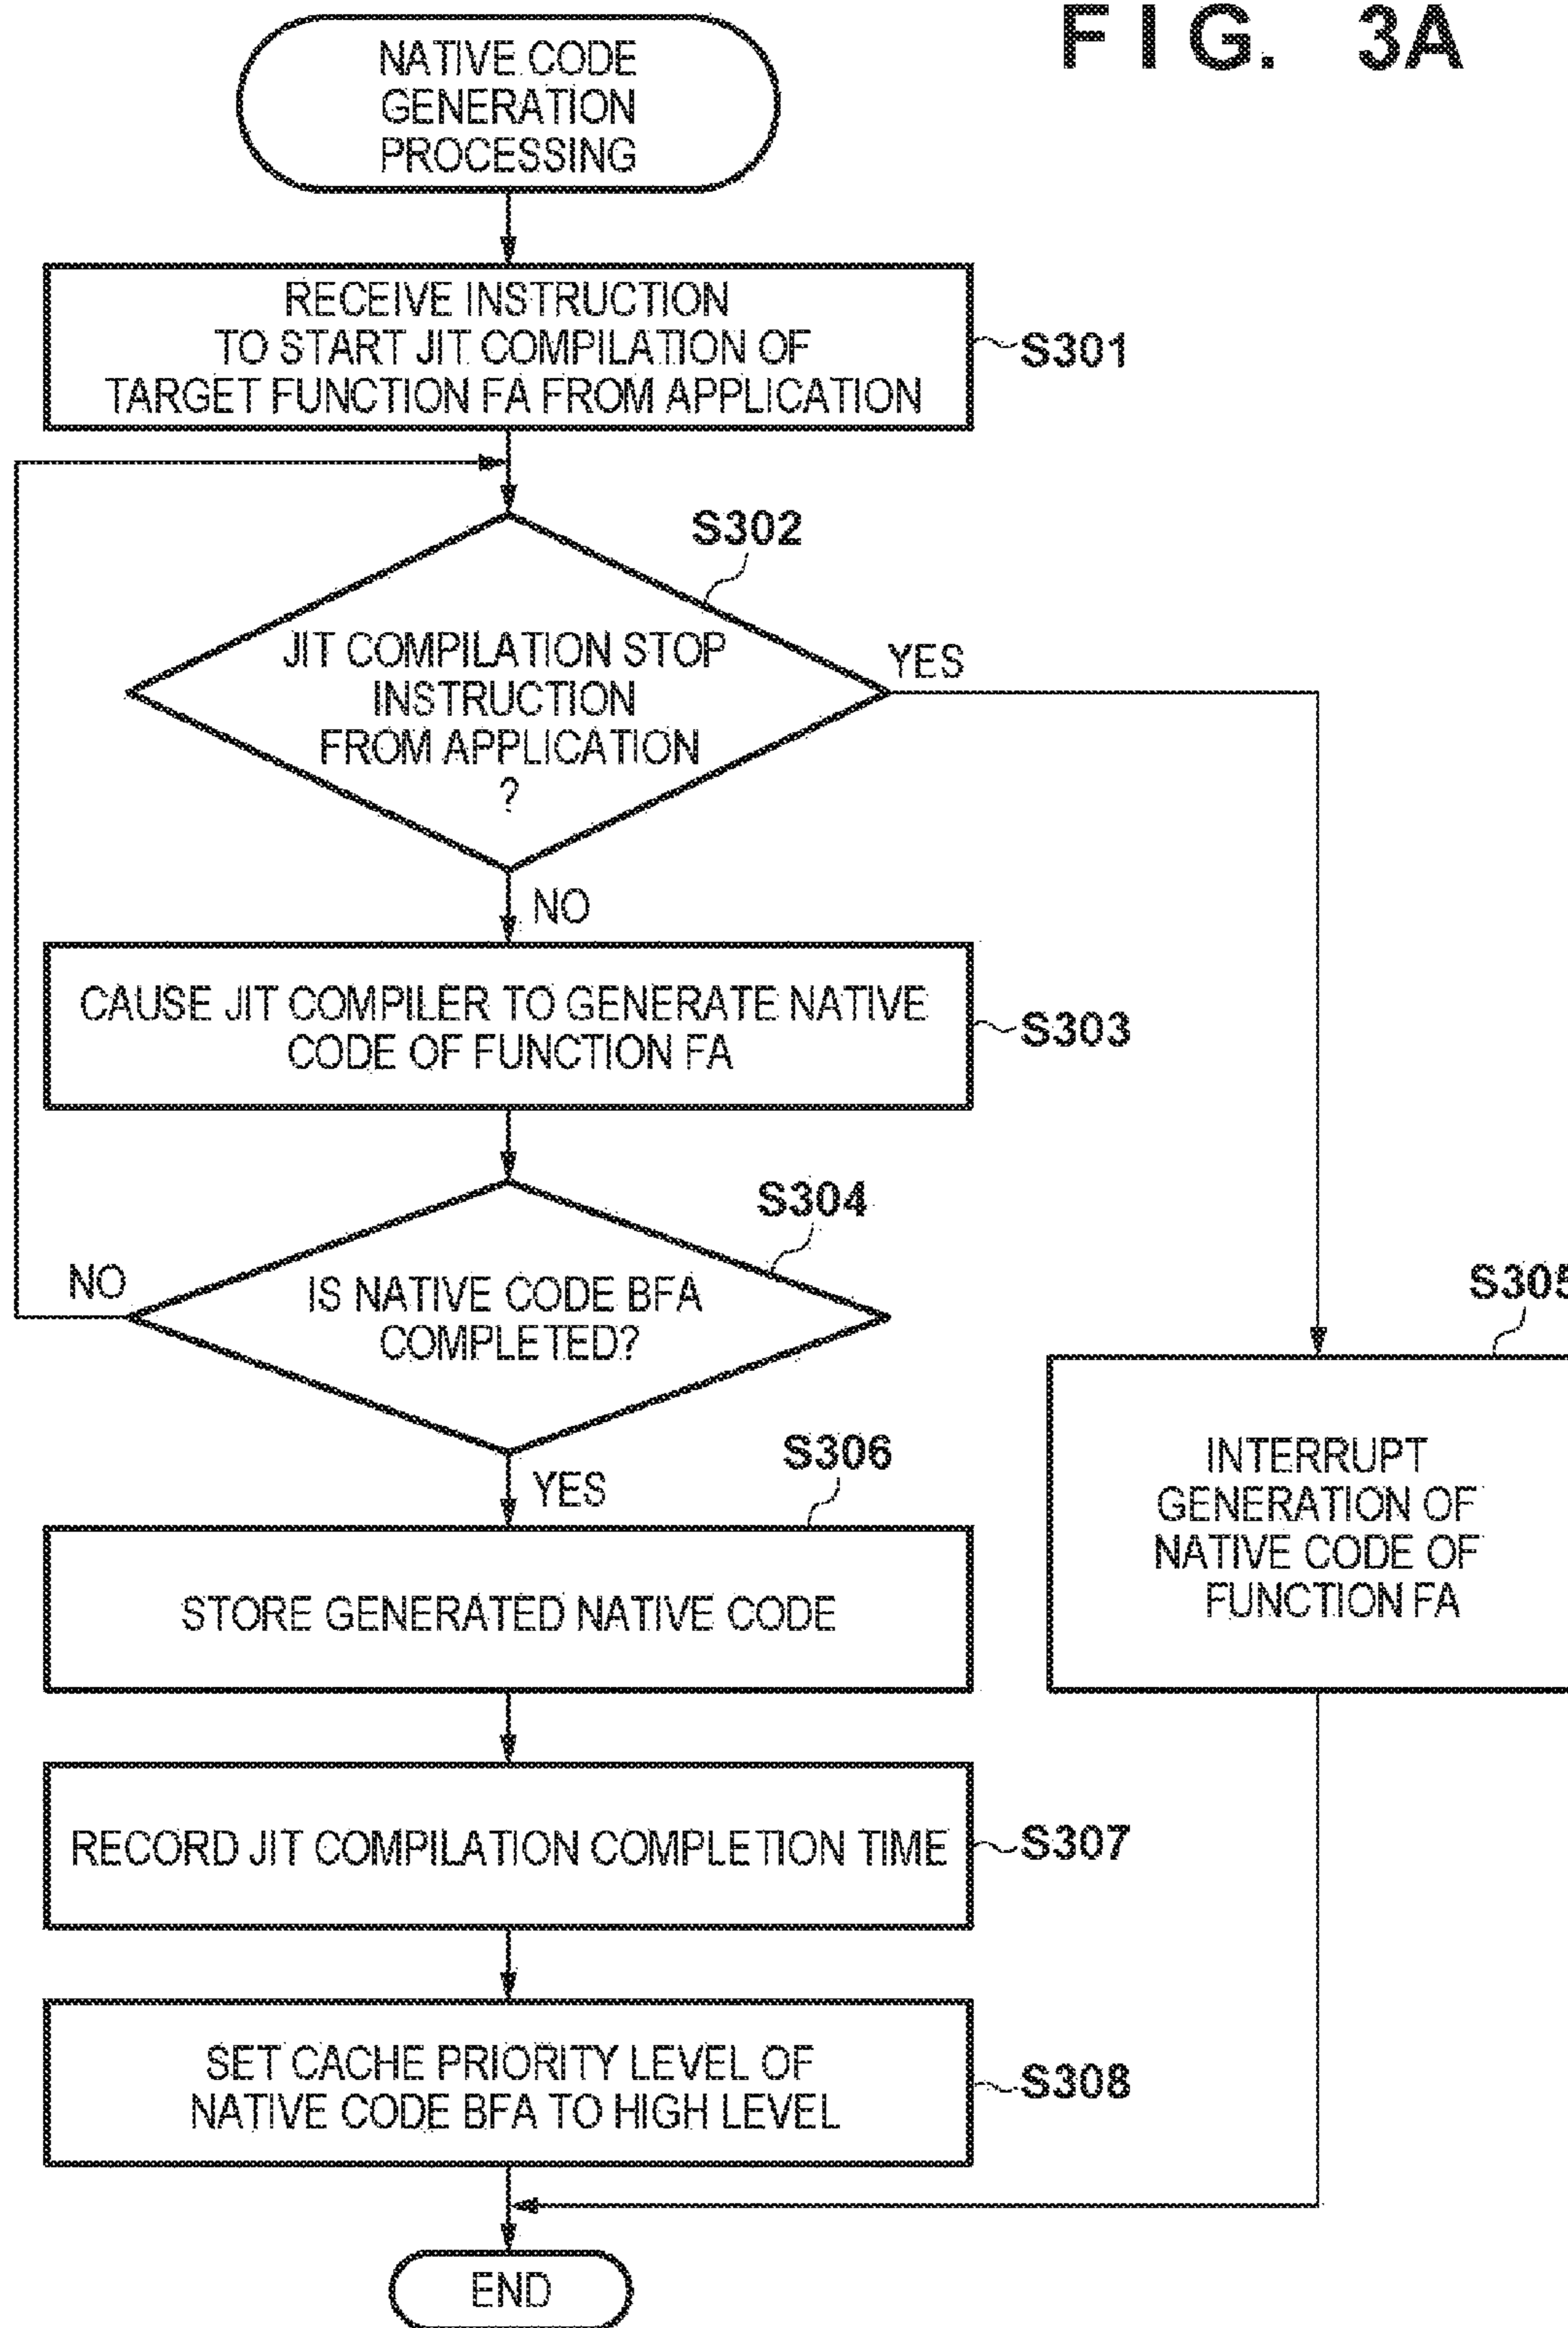 FIG. 3A
NATIVE CODE
GENERATION
PROCESSING
RECEIVE INSTRUCTION
TO START JIT COMPILATION OF
TARGET FUNCTION FA FROM APPLICATION
S301
S302
JIT COMPILATION STOP
INSTRUCTION
FROM APPLICATION
?
YES
NO
CAUSE JIT COMPILER TO GENERATE NATIVE
CODE OF FUNCTION FA
S303
S304
IS NATIVE CODE BFA
COMPLETED?
NO
YES
S305
INTERRUPT
GENERATION OF
NATIVE CODE OF
FUNCTION FA
S306
STORE GENERATED NATIVE CODE
RECORD JIT COMPILATION COMPLETION TIME
S307
SET CACHE PRIORITY LEVEL OF
NATIVE CODE BFA TO HIGH LEVEL
S308
END